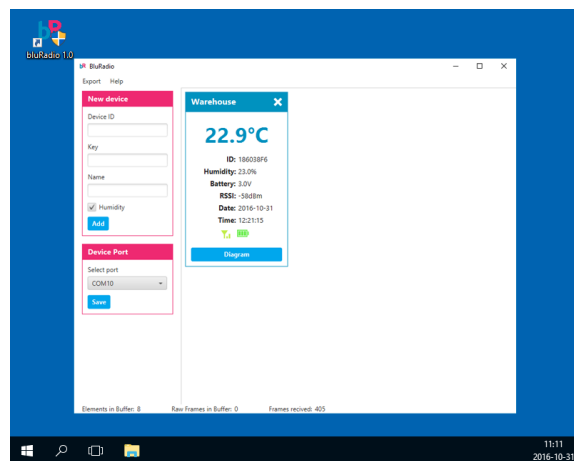 bluRadio 1.0
bR BluRadio
Export Help
New device
Device ID
Key
Name
Humidity
Add
Device Port
Select port
COM10
Save
Warehouse
22.9°C
ID: 186038F6
Humidity: 23.0%
Battery: 3.0V
RSSI: -58dBm
Date: 2016-10-31
Time: 12:21:15
Diagram
Elements in Buffer: 8 Raw Frames in Buffer: 0 Frames recived: 405
11:11
2016-10-31